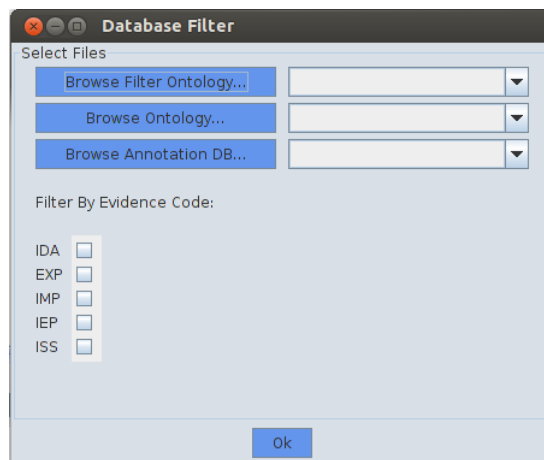 Database Filter
Select Files
Browse Filter Ontology...
Browse Ontology...
Browse Annotation DB...
Filter By Evidence Code:
IDA
EXP
IMP
IEP
ISS
Ok